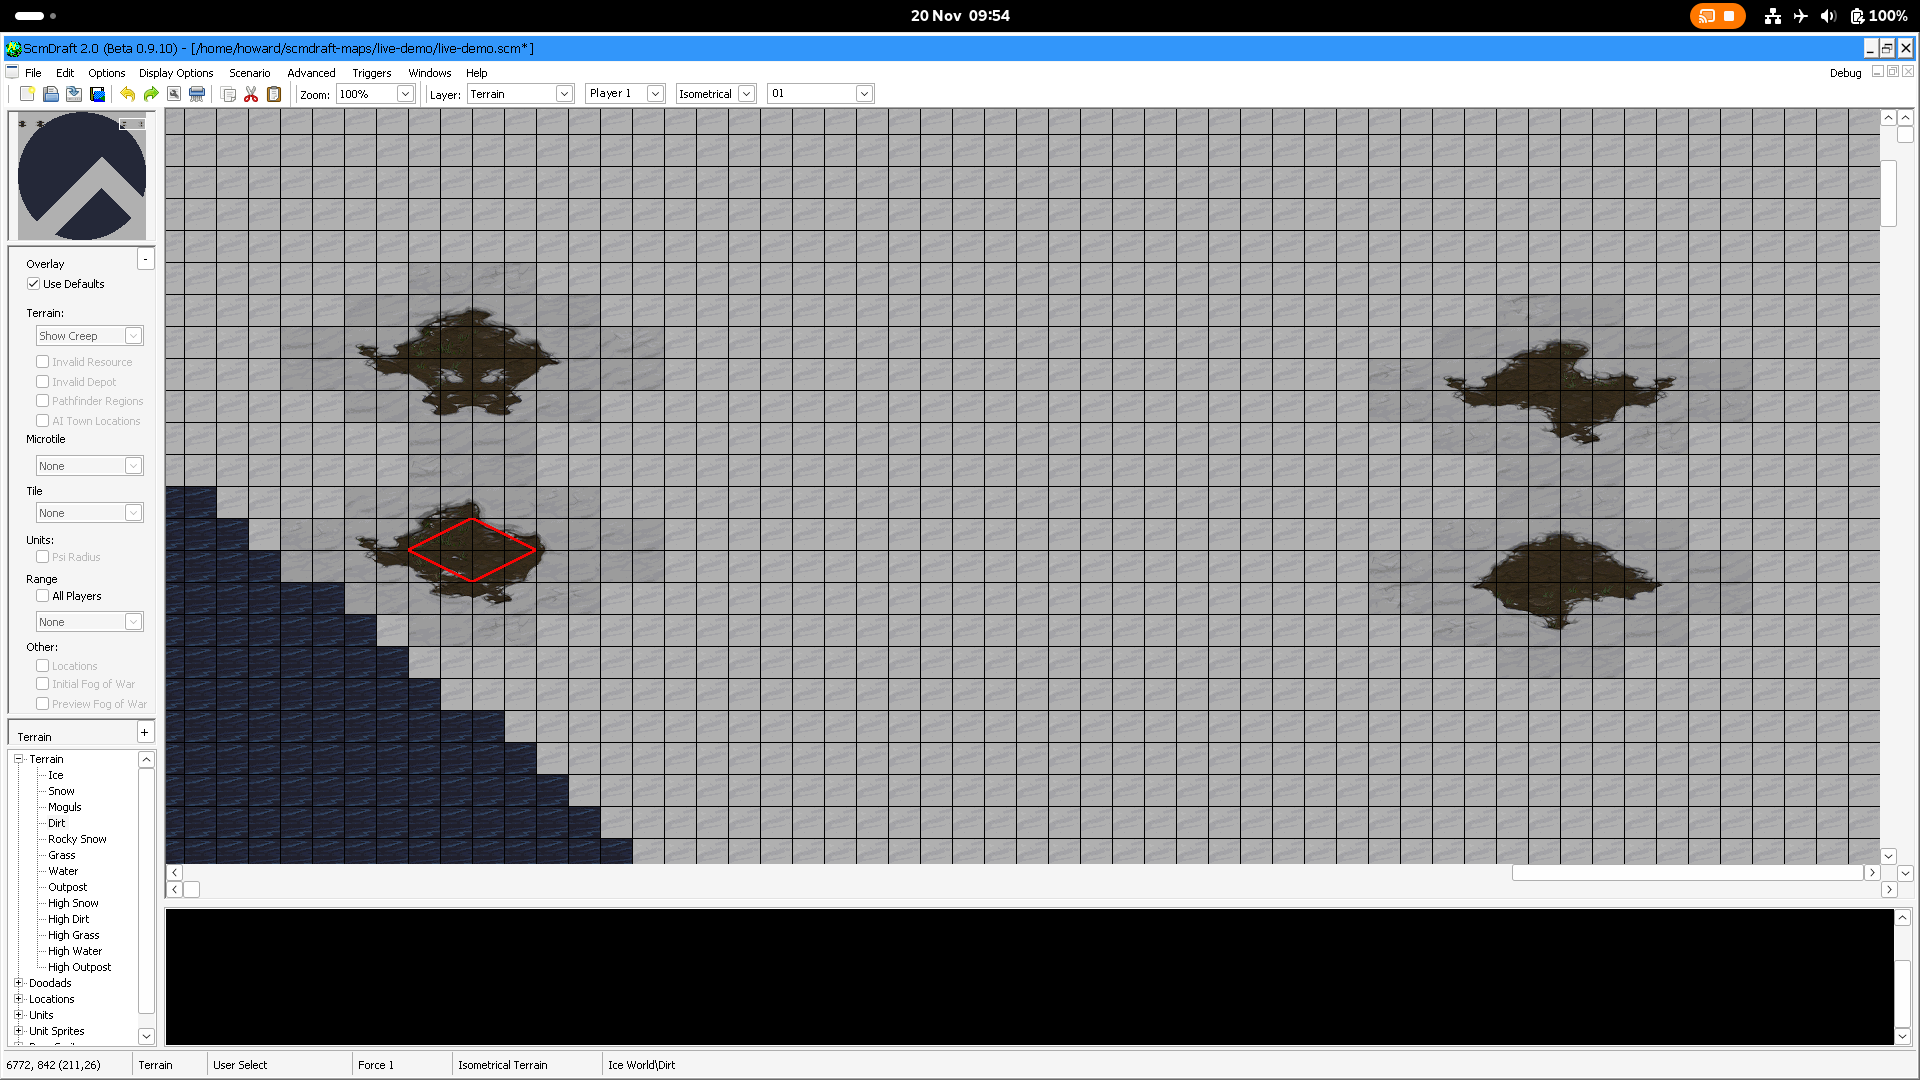 20 Nov 09:54
100%
ScmDraft 2.0 (Beta 0.9.10) - [/home/howard/scmdraft-maps/live-demo/live-demo.scm*]
File Edit Options Display Options Scenario Advanced Triggers Windows Help Debug
Zoom: 100% Layer: Terrain Player 1 Isometrical 01
Overlay -
Use Defaults
Terrain:
Show Creep
Invalid Resource
Invalid Depot
Pathfinder Regions
AI Town Locations
Microtile
None
Tile
None
Units:
Psi Radius
Range
All Players
None
Other:
Locations
Initial Fog of War
Preview Fog of War
Terrain +
Terrain
Ice
Snow
Moguls
Dirt
Rocky Snow
Grass
Water
Outpost
High Snow
High Dirt
High Grass
High Water
High Outpost
Doodads
Locations
Units
Unit Sprites
6772, 842 (211,26) Terrain User Select Force 1 Isometrical Terrain Ice World\Dirt